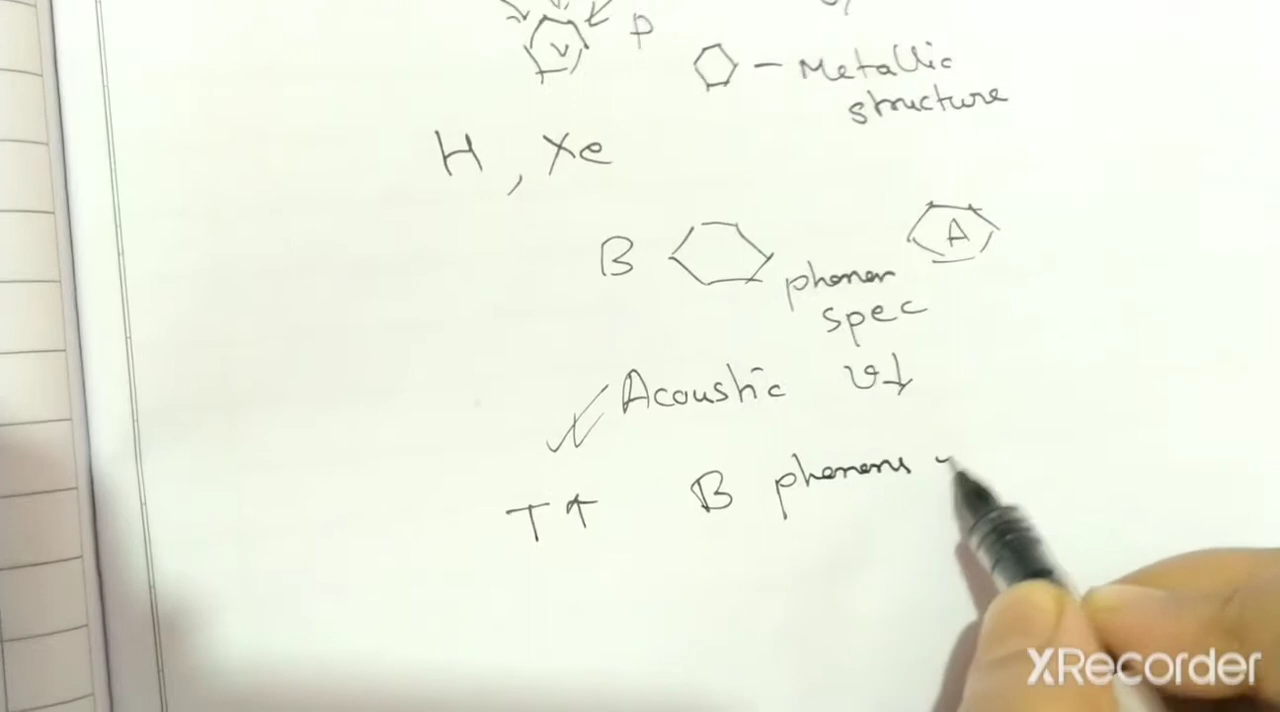 V P
— Metallic
structure
H, Xe
B phonon A
spec
Acoustic ν↓
T↑ B phonons
XRecorder